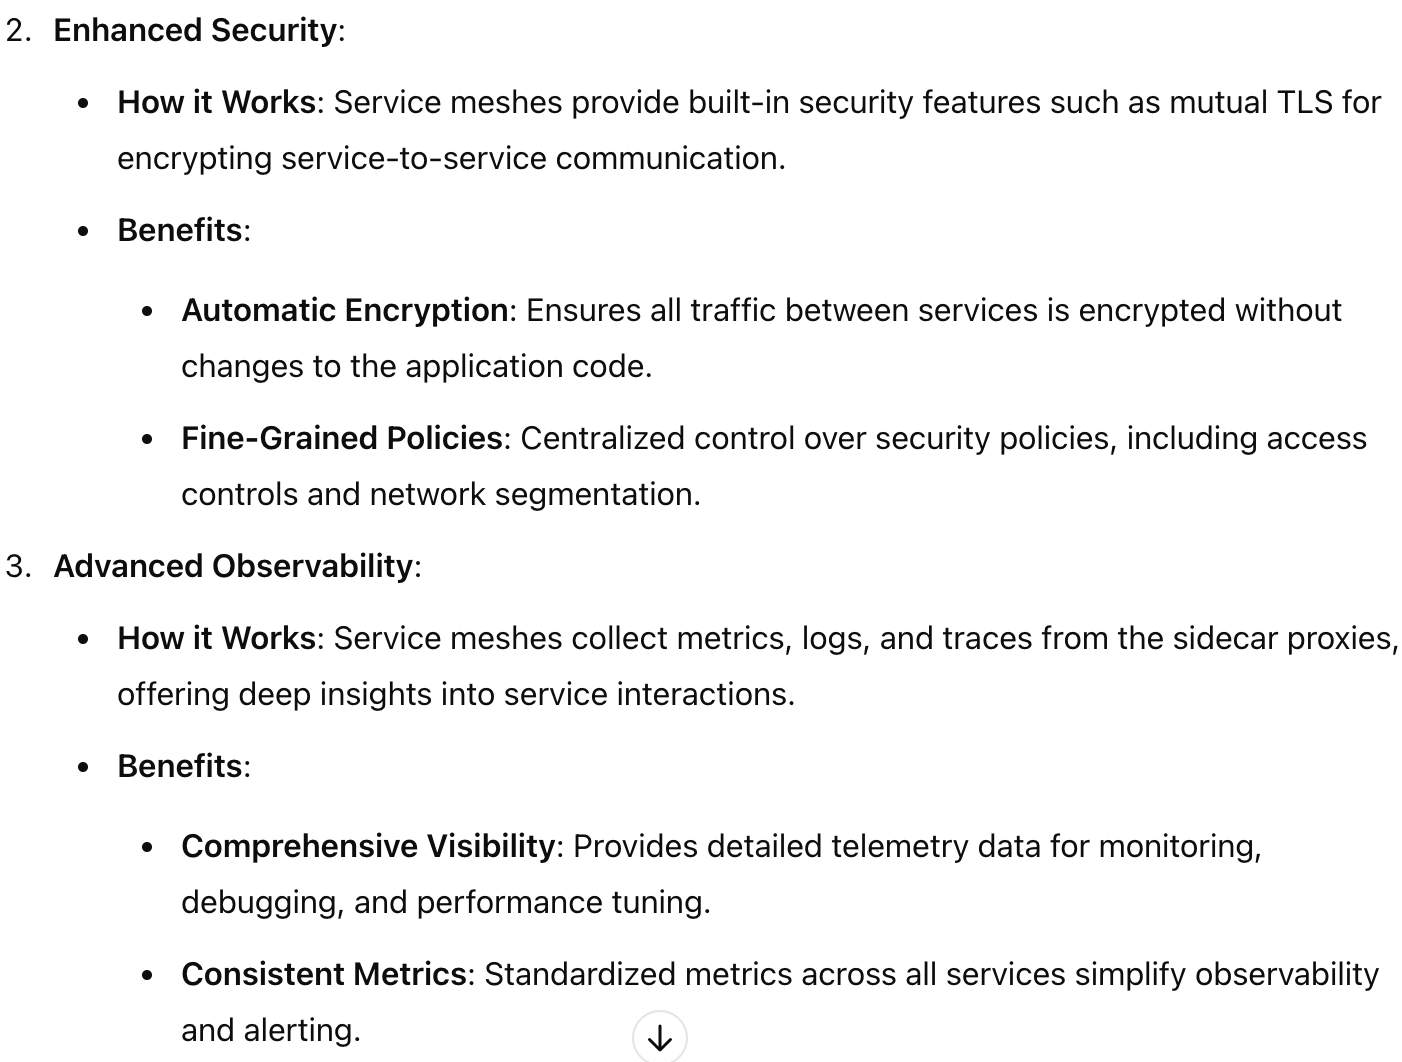 2. Enhanced Security:
• How it Works: Service meshes provide built-in security features such as mutual TLS for
encrypting service-to-service communication.
• Benefits:
• Automatic Encryption: Ensures all traffic between services is encrypted without
changes to the application code.
• Fine-Grained Policies: Centralized control over security policies, including access
controls and network segmentation.
3. Advanced Observability:
• How it Works: Service meshes collect metrics, logs, and traces from the sidecar proxies,
offering deep insights into service interactions.
• Benefits:
• Comprehensive Visibility: Provides detailed telemetry data for monitoring,
debugging, and performance tuning.
• Consistent Metrics: Standardized metrics across all services simplify observability
and alerting.